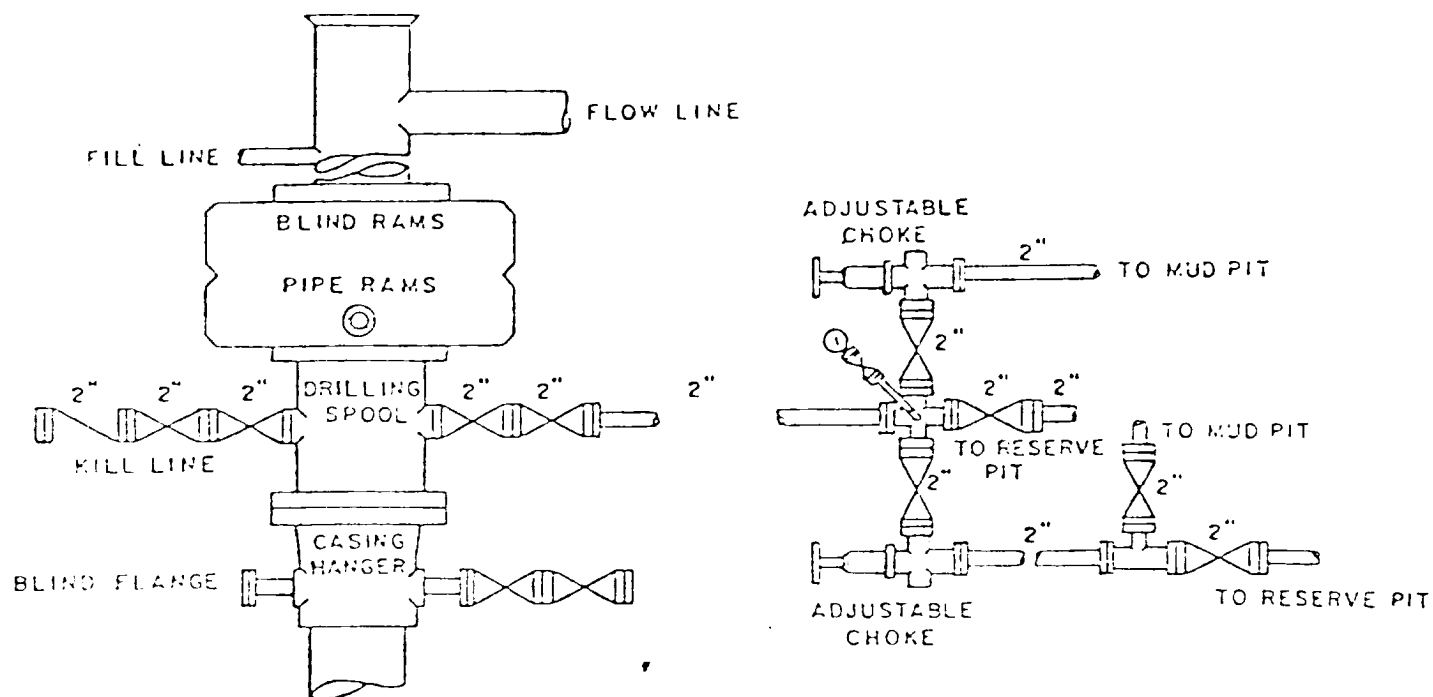 FLOW LINE
FILL LINE
BLIND RAMS
PIPE RAMS
2" 2" 2" DRILLING 2" 2" 2"
SPOOL
KILL LINE
CASING
HANGER
BLIND FLANGE
ADJUSTABLE
CHOKE
2"
TO MUD PIT
2"
2" 2"
TO RESERVE
PIT
TO MUD PIT
2"
2"
2"
2"
TO RESERVE PIT
ADJUSTABLE
CHOKE